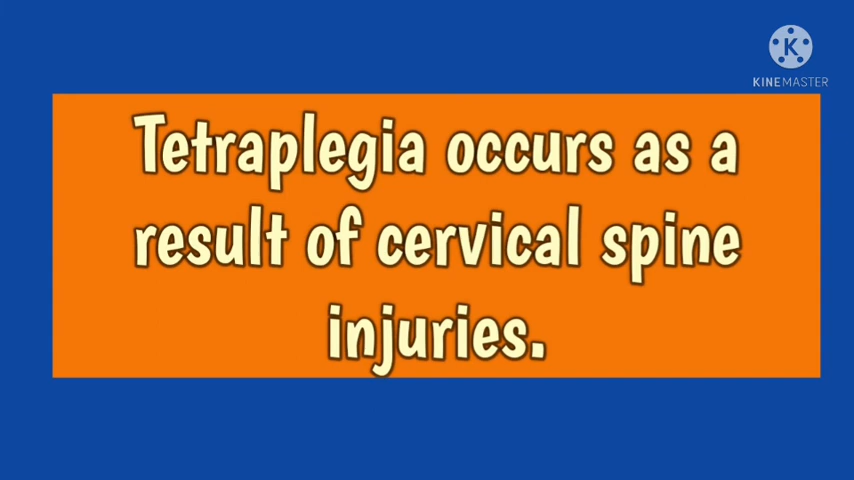 K
KINEMASTER
Tetraplegia occurs as a
result of cervical spine
injuries.